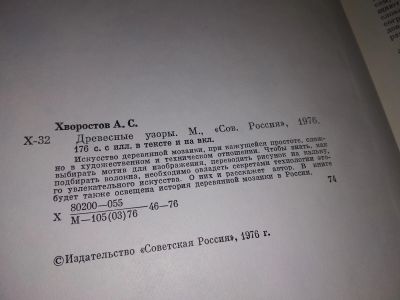 Хворостов А. С.
Х-32
Древесные узоры. М., «Сов. Россия», 1976.
176 с. с илл. в тексте и на вкл.
Искусство деревянной мозаики, при кажущейся простоте, слож-
но в художественном и техническом отношении. Чтобы знать, как
выбирать мотив для изображения, переводить рисунок на кальку,
подбирать волокна, необходимо овладеть секретами технологии это-
го увлекательного искусства. О них и расскажет автор. В книге
будет также освещена история деревянной мозаики в России.
74
80200—055
Х ————— 46—76
М—105(03)76
© Издательство «Советская Россия», 1976 г.